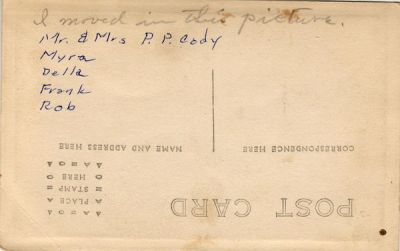 I moved in this picture.
Mr. & Mrs P. P. Cody
Myra
Della
Frank
Rob
CORRESPONDENCE HERE
NAME AND ADDRESS HERE
POST CARD
PLACE
STAMP
HERE